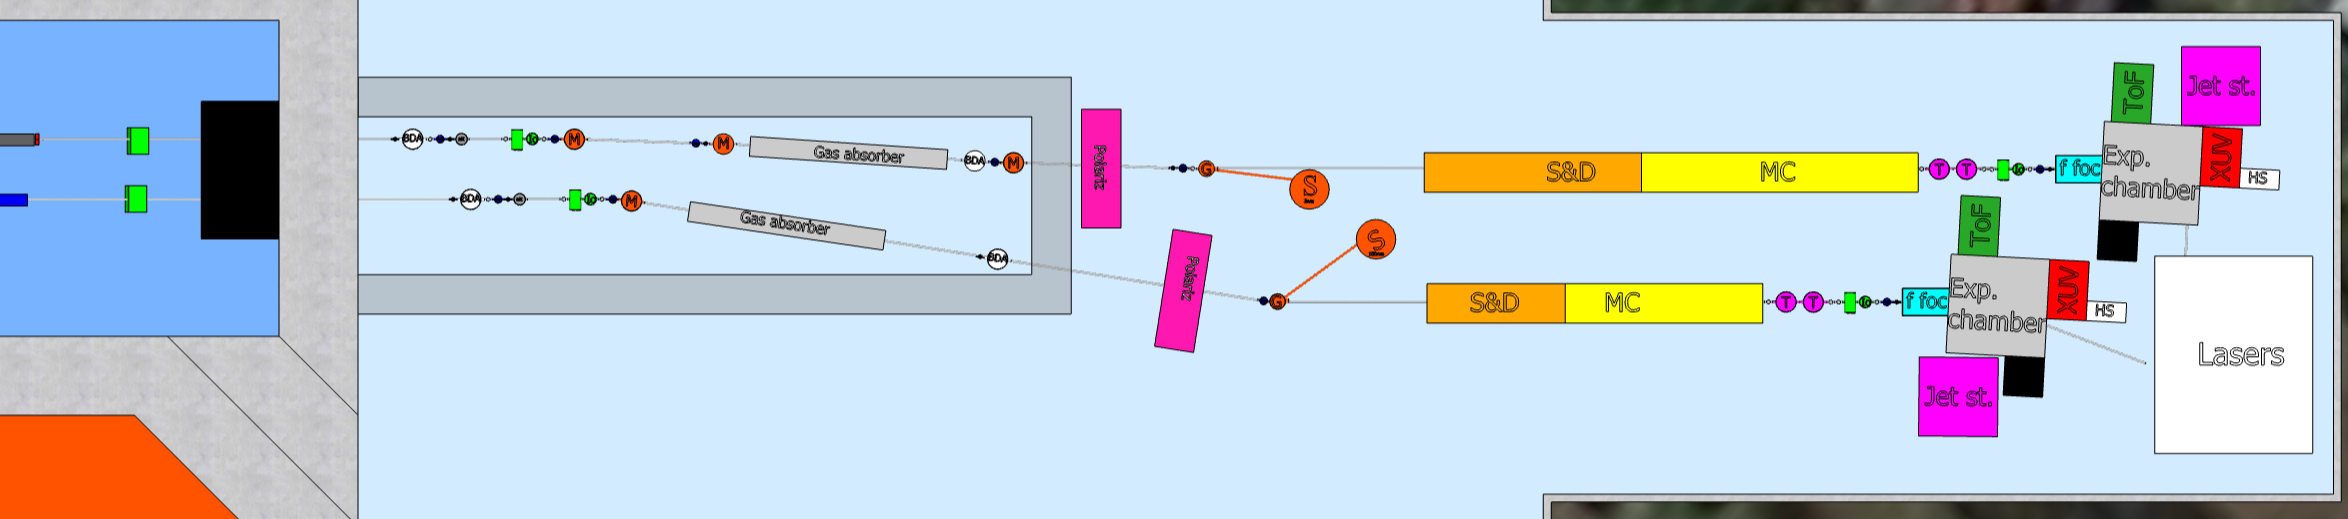 BDA
M
M
Gas absorber
BDA
M
Polariz
G
S
S&D
MC
T
T
f foc
ToF
Jet st.
Exp.
chamber
XUV
HS
BDA
M
Gas absorber
BDA
Polariz
G
S
S&D
MC
T
T
f foc
ToF
Exp.
chamber
XUV
HS
Jet st.
Lasers